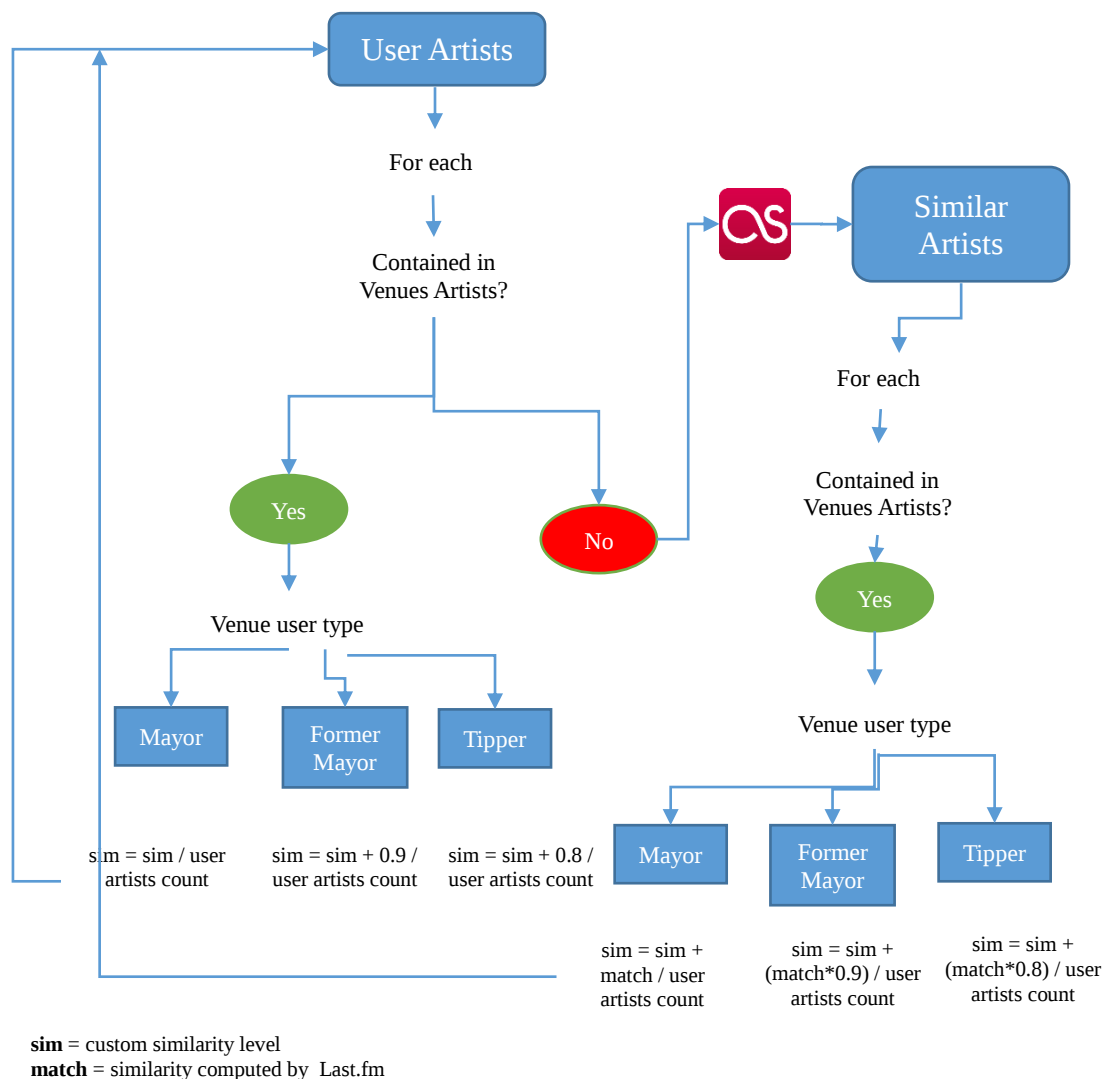 User Artists
For each
Contained in
Venues Artists?
Yes
No
Venue user type
Mayor
Former
Mayor
Tipper
sim = sim / user
artists count
sim = sim + 0.9 /
user artists count
sim = sim + 0.8 /
user artists count
Similar
Artists
For each
Contained in
Venues Artists?
Yes
Venue user type
Mayor
Former
Mayor
Tipper
sim = sim +
match / user
artists count
sim = sim +
(match*0.9) / user
artists count
sim = sim +
(match*0.8) / user
artists count
sim = custom similarity level
match = similarity computed by Last.fm